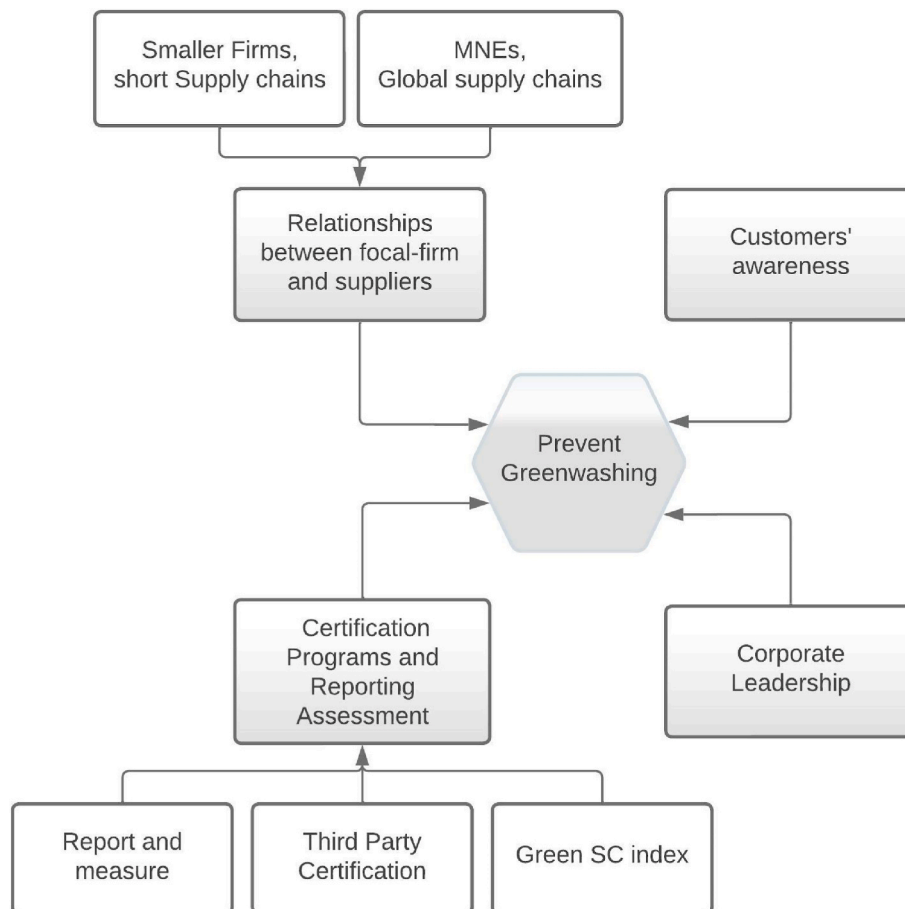 Smaller Firms,
short Supply chains
MNEs,
Global supply chains
Relationships
between focal-firm
and suppliers
Customers'
awareness
Prevent
Greenwashing
Certification
Programs and
Reporting
Assessment
Corporate
Leadership
Report and
measure
Third Party
Certification
Green SC index